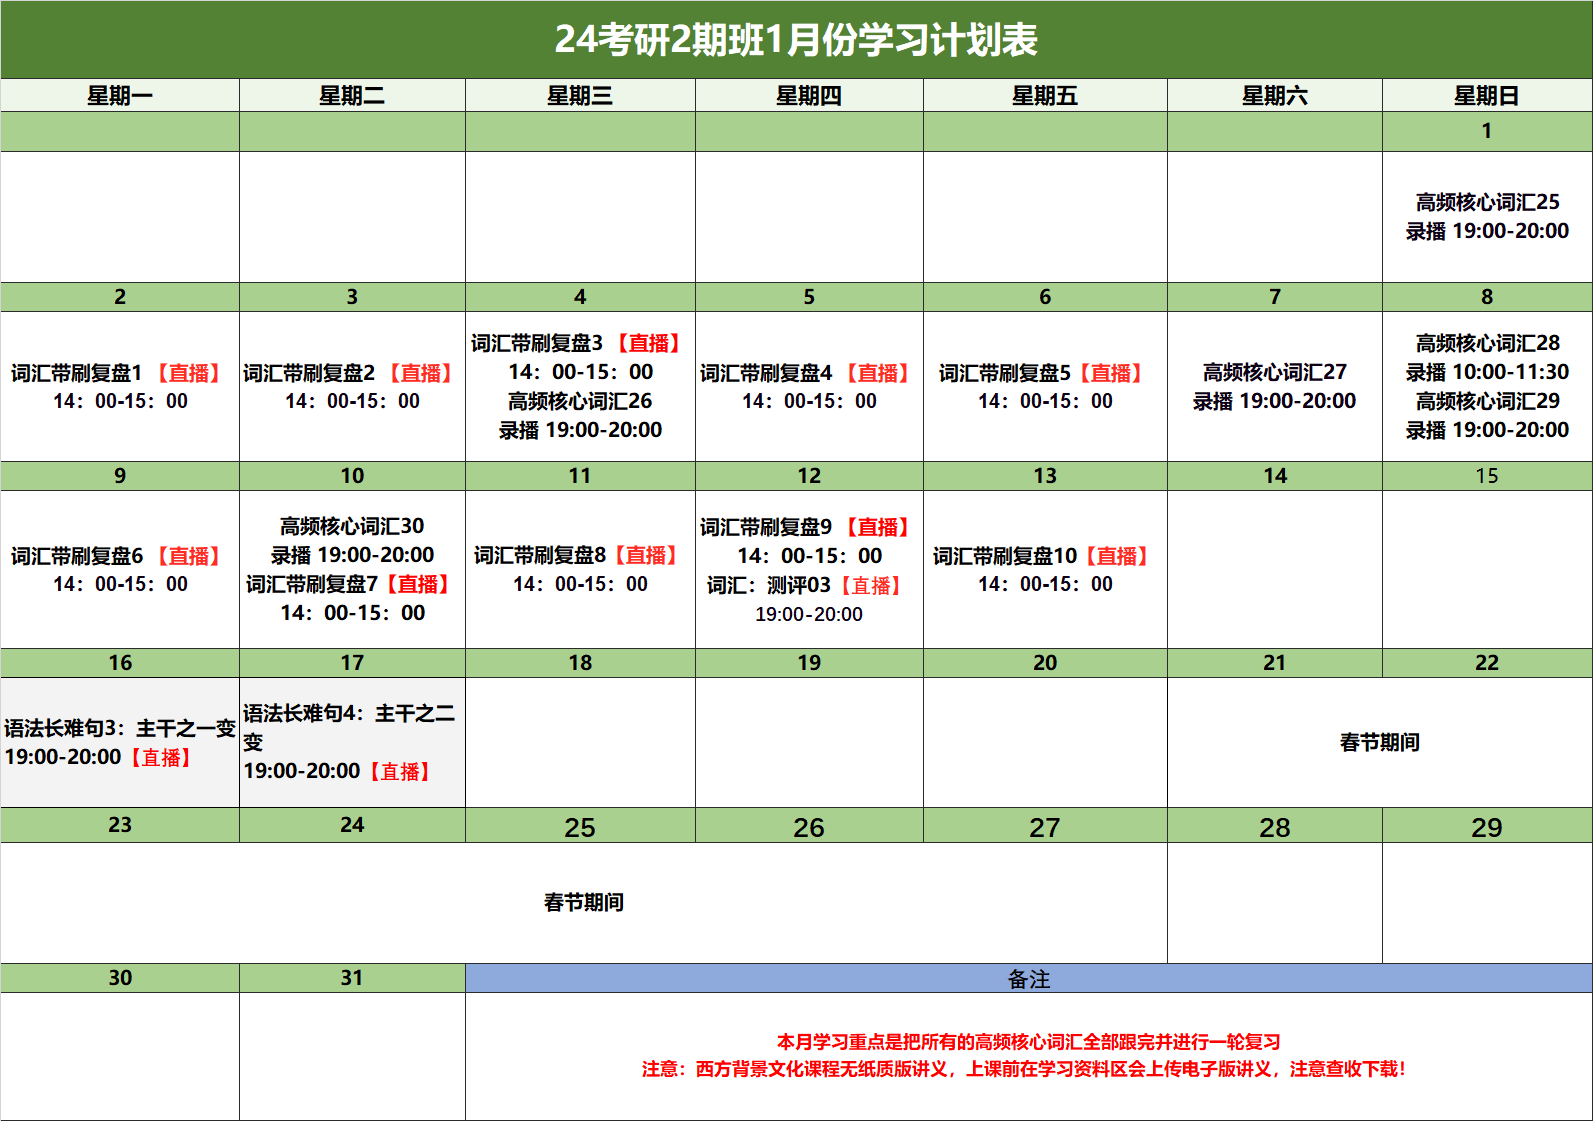 24考研2期班1月份学习计划表
星期一 星期二 星期三 星期四 星期五 星期六 星期日
1
高频核心词汇25
录播 19:00-20:00
2 3 4 5 6 7 8
词汇带刷复盘1 【直播】
14：00-15：00
词汇带刷复盘2 【直播】
14：00-15：00
词汇带刷复盘3 【直播】
14：00-15：00
高频核心词汇26
录播 19:00-20:00
词汇带刷复盘4 【直播】
14：00-15：00
词汇带刷复盘5【直播】
14：00-15：00
高频核心词汇27
录播 19:00-20:00
高频核心词汇28
录播 10:00-11:30
高频核心词汇29
录播 19:00-20:00
9 10 11 12 13 14 15
词汇带刷复盘6 【直播】
14：00-15：00
高频核心词汇30
录播 19:00-20:00
词汇带刷复盘7【直播】
14：00-15：00
词汇带刷复盘8【直播】
14：00-15：00
词汇带刷复盘9 【直播】
14：00-15：00
词汇：测评03【直播】
19:00-20:00
词汇带刷复盘10【直播】
14：00-15：00
16 17 18 19 20 21 22
语法长难句3：主干之一变
19:00-20:00【直播】
语法长难句4：主干之二
变
19:00-20:00【直播】
春节期间
23 24 25 26 27 28 29
春节期间
30 31 备注
本月学习重点是把所有的高频核心词汇全部跟完并进行一轮复习
注意：西方背景文化课程无纸质版讲义，上课前在学习资料区会上传电子版讲义，注意查收下载！